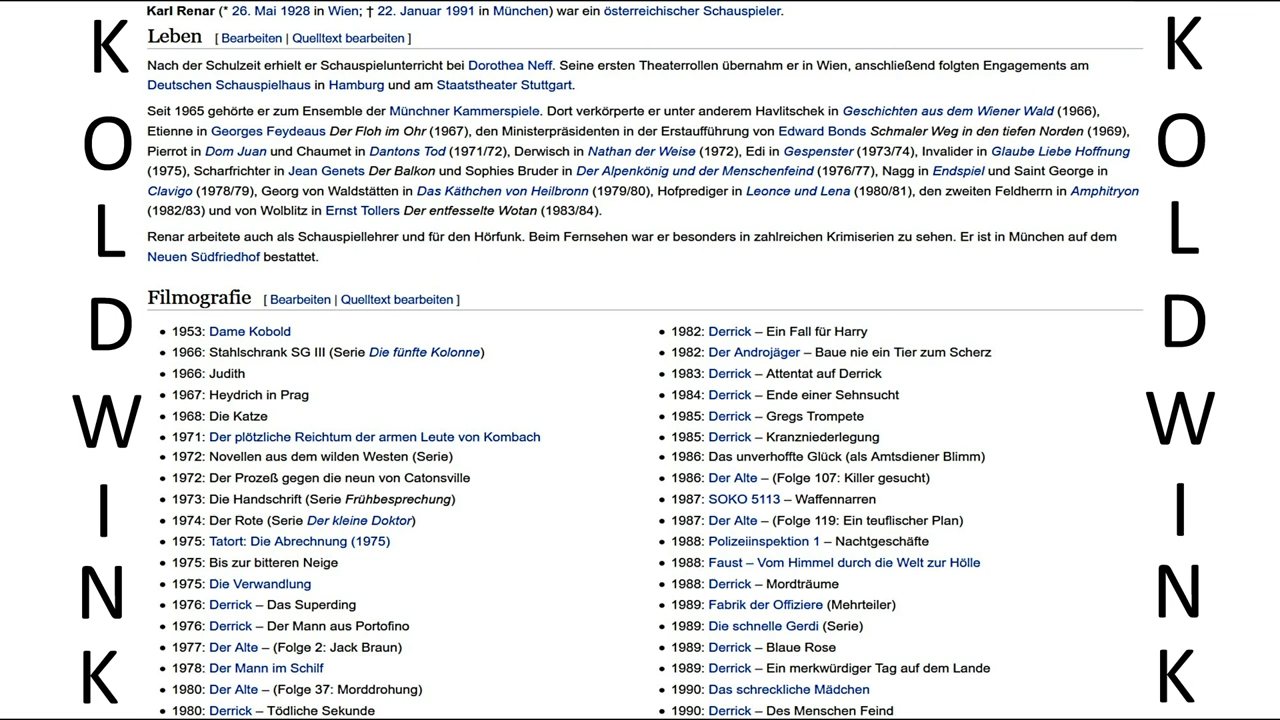 Karl Renar (* 26. Mai 1928 in Wien; † 22. Januar 1991 in München) war ein österreichischer Schauspieler.
Leben [ Bearbeiten | Quelltext bearbeiten ]
Nach der Schulzeit erhielt er Schauspielunterricht bei Dorothea Neff. Seine ersten Theaterrollen übernahm er in Wien, anschließend folgten Engagements am
Deutschen Schauspielhaus in Hamburg und am Staatstheater Stuttgart.
Seit 1965 gehörte er zum Ensemble der Münchner Kammerspiele. Dort verkörperte er unter anderem Havlitschek in Geschichten aus dem Wiener Wald (1966),
Etienne in Georges Feydeaus Der Floh im Ohr (1967), den Ministerpräsidenten in der Erstaufführung von Edward Bonds Schmaler Weg in den tiefen Norden (1969),
Pierrot in Dom Juan und Chaumet in Dantons Tod (1971/72), Derwisch in Nathan der Weise (1972), Edi in Gespenster (1973/74), Invalider in Glaube Liebe Hoffnung
(1975), Scharfrichter in Jean Genets Der Balkon und Sophies Bruder in Der Alpenkönig und der Menschenfeind (1976/77), Nagg in Endspiel und Saint George in
Clavigo (1978/79), Georg von Waldstätten in Das Käthchen von Heilbronn (1979/80), Hofprediger in Leonce und Lena (1980/81), den zweiten Feldherrn in Amphitryon
(1982/83) und von Wolblitz in Ernst Tollers Der entfesselte Wotan (1983/84).
Renar arbeitete auch als Schauspiellehrer und für den Hörfunk. Beim Fernsehen war er besonders in zahlreichen Krimiserien zu sehen. Er ist in München auf dem
Neuen Südfriedhof bestattet.
Filmografie [ Bearbeiten | Quelltext bearbeiten ]
• 1953: Dame Kobold
• 1966: Stahlschrank SG III (Serie Die fünfte Kolonne)
• 1966: Judith
• 1967: Heydrich in Prag
• 1968: Die Katze
• 1971: Der plötzliche Reichtum der armen Leute von Kombach
• 1972: Novellen aus dem wilden Westen (Serie)
• 1972: Der Prozeß gegen die neun von Catonsville
• 1973: Die Handschrift (Serie Frühbesprechung)
• 1974: Der Rote (Serie Der kleine Doktor)
• 1975: Tatort: Die Abrechnung (1975)
• 1975: Bis zur bitteren Neige
• 1975: Die Verwandlung
• 1976: Derrick – Das Superding
• 1976: Derrick – Der Mann aus Portofino
• 1977: Der Alte – (Folge 2: Jack Braun)
• 1978: Der Mann im Schilf
• 1980: Der Alte – (Folge 37: Morddrohung)
• 1980: Derrick – Tödliche Sekunde
• 1982: Derrick – Ein Fall für Harry
• 1982: Der Androjäger – Baue nie ein Tier zum Scherz
• 1983: Derrick – Attentat auf Derrick
• 1984: Derrick – Ende einer Sehnsucht
• 1985: Derrick – Gregs Trompete
• 1985: Derrick – Kranzniederlegung
• 1986: Das unverhoffte Glück (als Amtsdiener Blimm)
• 1986: Der Alte – (Folge 107: Killer gesucht)
• 1987: SOKO 5113 – Waffennarren
• 1987: Der Alte – (Folge 119: Ein teuflischer Plan)
• 1988: Polizeiinspektion 1 – Nachtgeschäfte
• 1988: Faust – Vom Himmel durch die Welt zur Hölle
• 1988: Derrick – Mordträume
• 1989: Fabrik der Offiziere (Mehrteiler)
• 1989: Die schnelle Gerdi (Serie)
• 1989: Derrick – Blaue Rose
• 1989: Derrick – Ein merkwürdiger Tag auf dem Lande
• 1990: Das schreckliche Mädchen
• 1990: Derrick – Des Menschen Feind
K
O
L
D
W
I
N
K
K
O
L
D
W
I
N
K